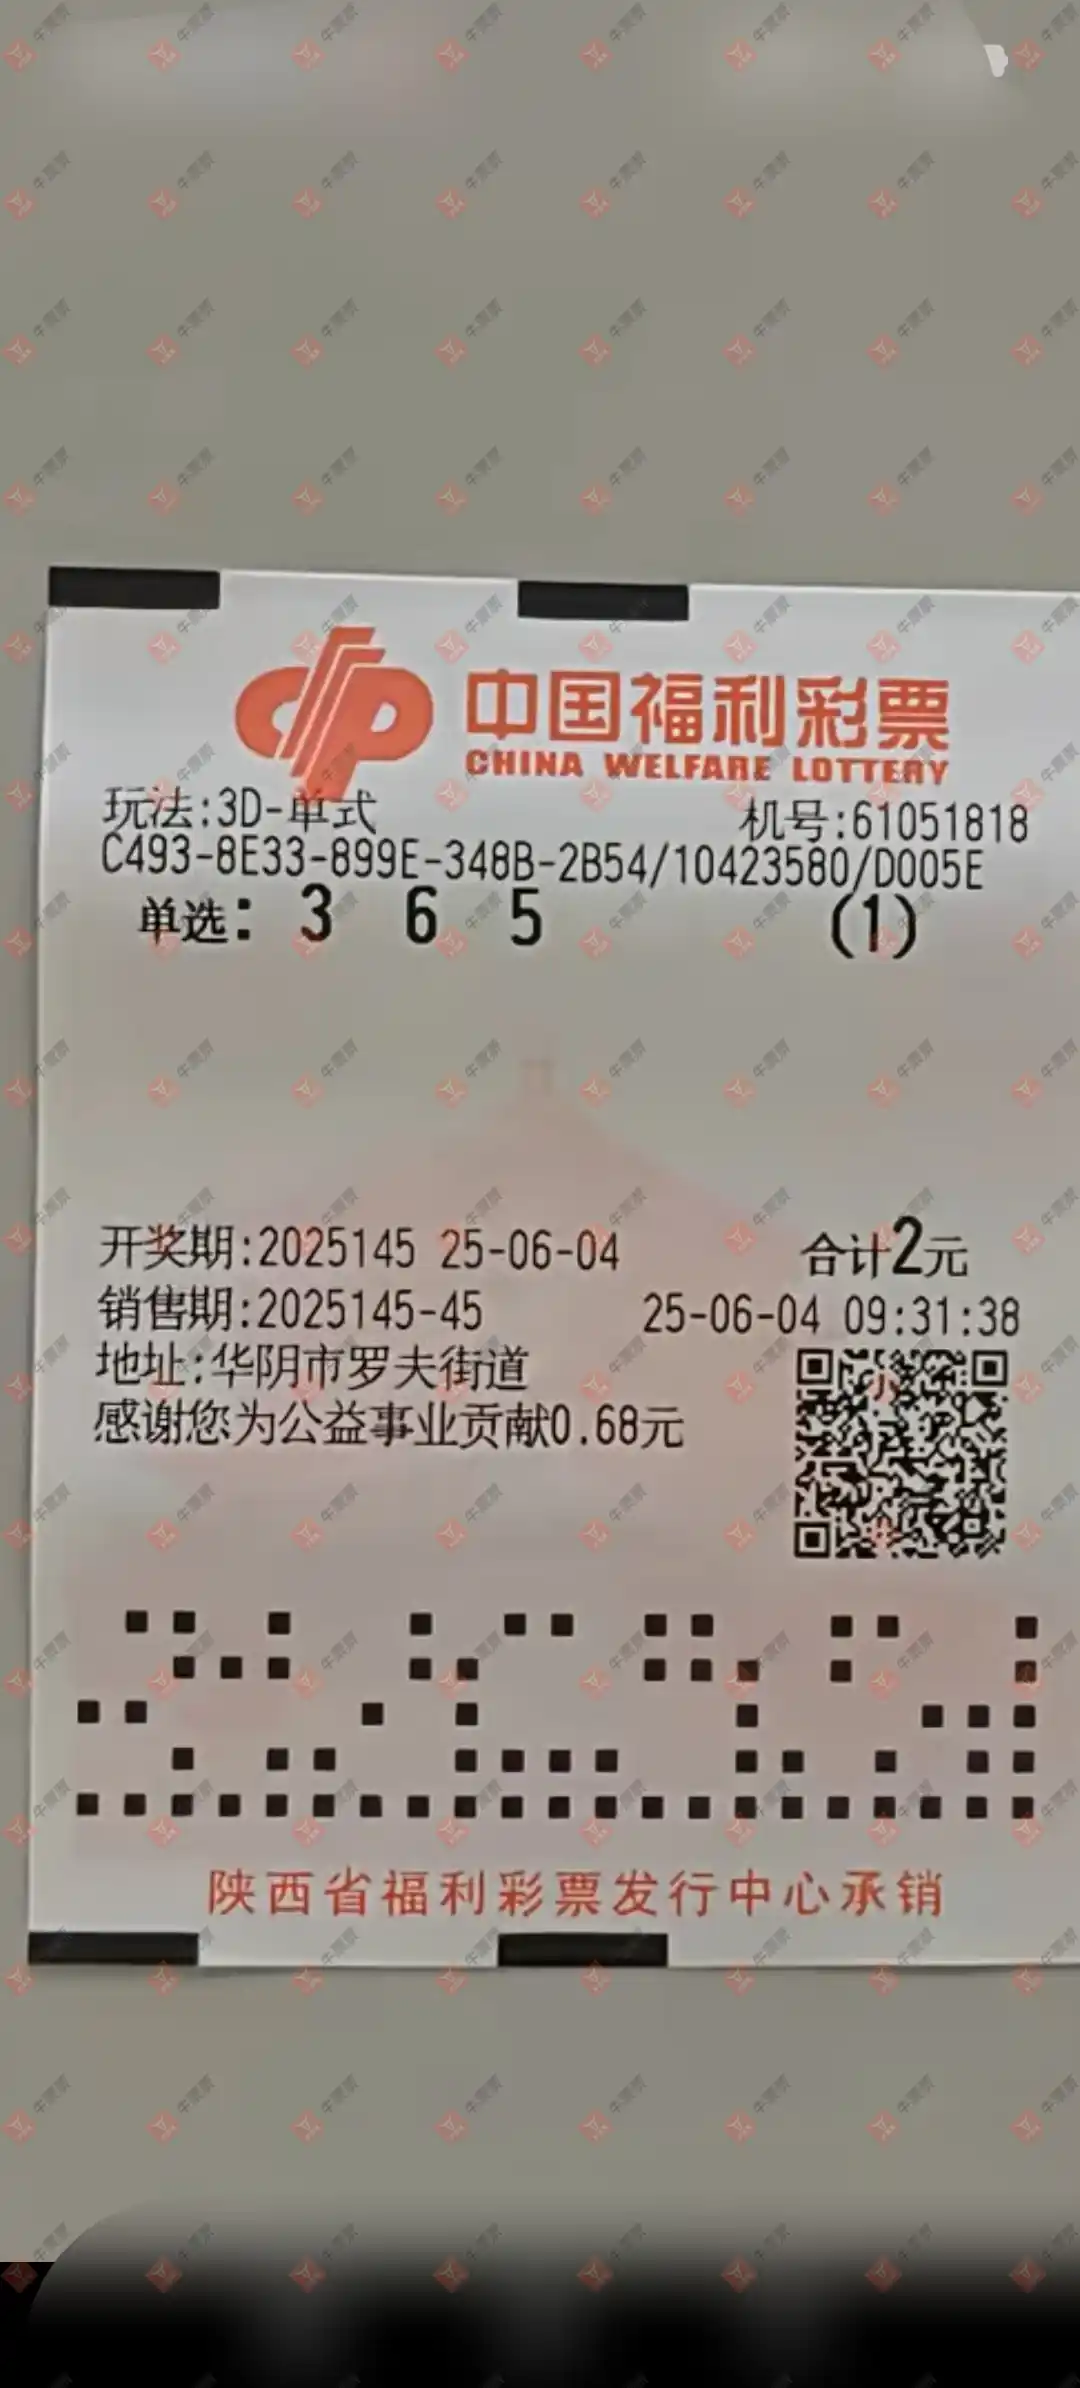 中国福利彩票
CHINA WELFARE LOTTERY
玩法:3D-单式 机号:61051818
C493-8E33-899E-348B-2B54/10423580/D005E
单选: 3 6 5 (1)
开奖期:2025145 25-06-04 合计2元
销售期:2025145-45 25-06-04 09:31:38
地址:华阴市罗夫街道
感谢您为公益事业贡献0.68元
陕西省福利彩票发行中心承销